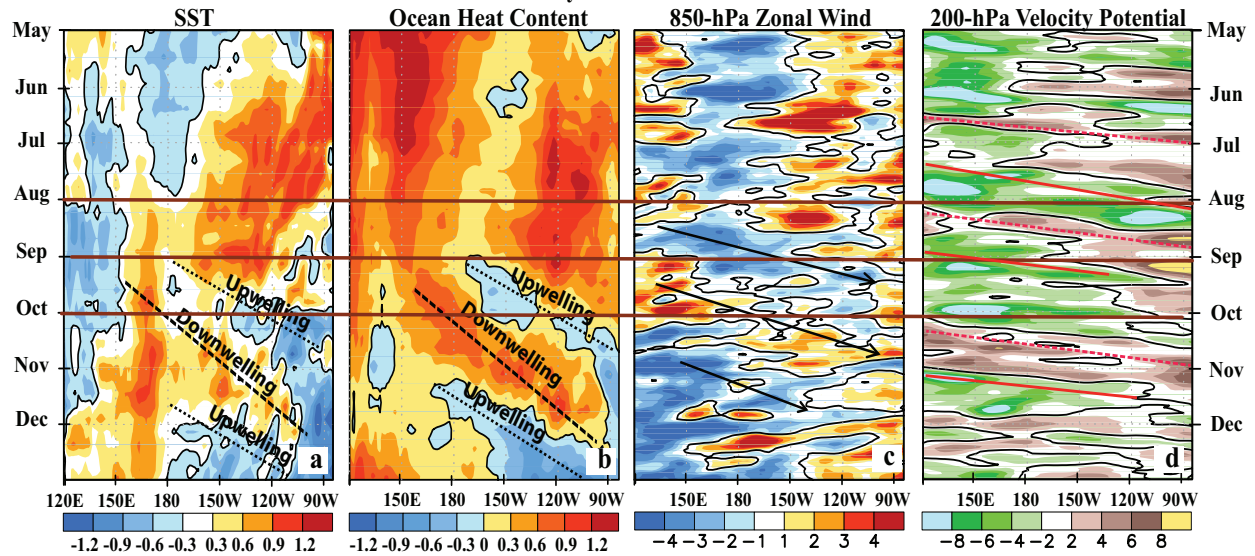 SST
Ocean Heat Content
850-hPa Zonal Wind
200-hPa Velocity Potential
May
Jun
Jul
Aug
Sep
Oct
Nov
Dec
May
Jun
Jul
Aug
Sep
Oct
Nov
Dec
Upwelling
Downwelling
Upwelling
a
Upwelling
Downwelling
Upwelling
b
c
d
120E 150E 180 150W 120W 90W
150E 180 150W 120W 90W
150E 180 150W 120W 90W
150E 180 150W 120W 90W
-1.2 -0.9 -0.6 -0.3 0.3 0.6 0.9 1.2
-1.2 -0.9 -0.6 -0.3 0 0.3 0.6 0.9 1.2
-4 -3 -2 -1 1 2 3 4
-8 -6 -4 -2 2 4 6 8